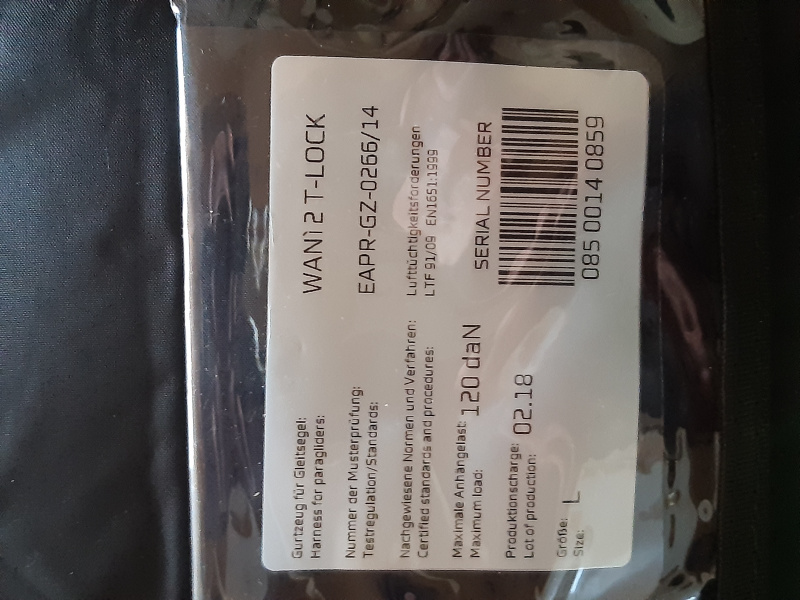 Gurtzeug für Gleitsegel:
Harness for paragliders:
WANI 2 T-LOCK
Nummer der Musterprüfung:
Testregulation/Standards:
EAPR-GZ-0266/14
Nachgewiesene Normen und Verfahren:
Certified standards and procedures:
Lufttüchtigkeitsforderungen
LTF 91/09 EN1651:1999
Maximale Anhängelast:
Maximum load:
120 daN
SERIAL NUMBER
085 0014 0859
Produktionscharge:
Lot of production:
02.18
Größe:
Size:
L